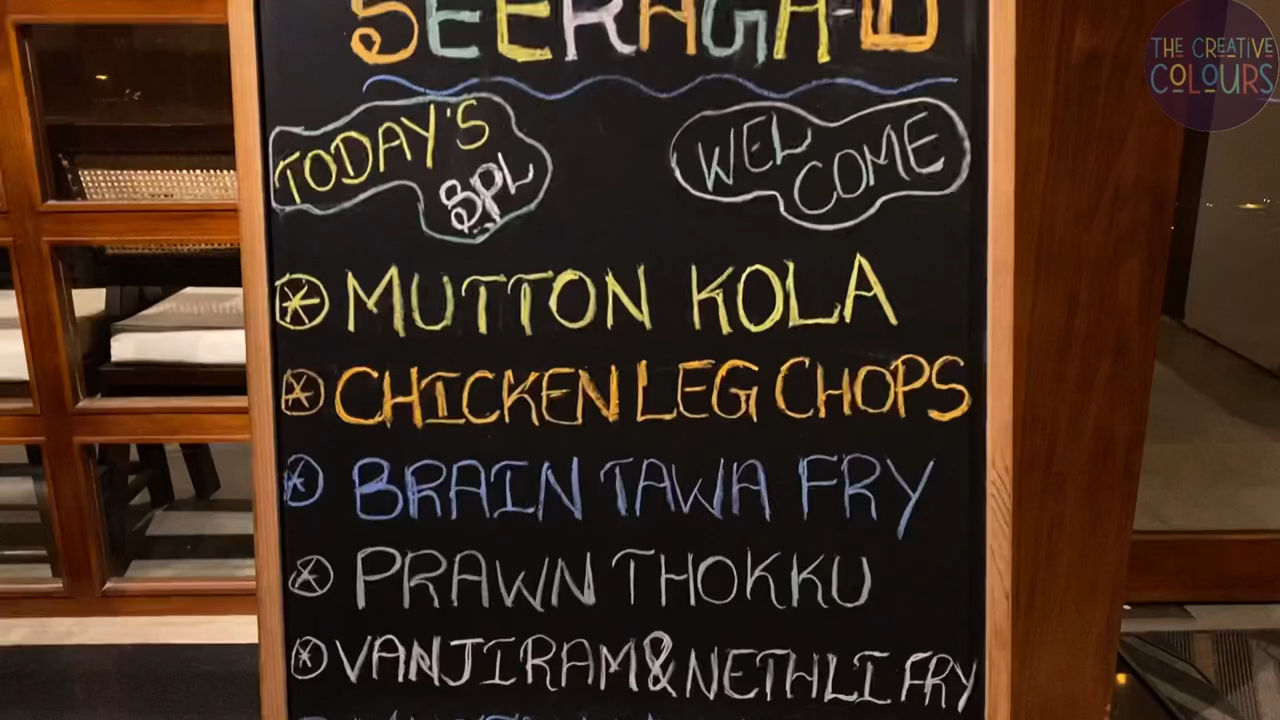 SEERAGA-D
THE CREATIVE
COLOURS
TODAY'S
SPL
WEL
COME
MUTTON KOLA
CHICKEN LEG CHOPS
BRAIN TAWA FRY
PRAWN THOKKU
VANJIRAM & NETHLI FRY